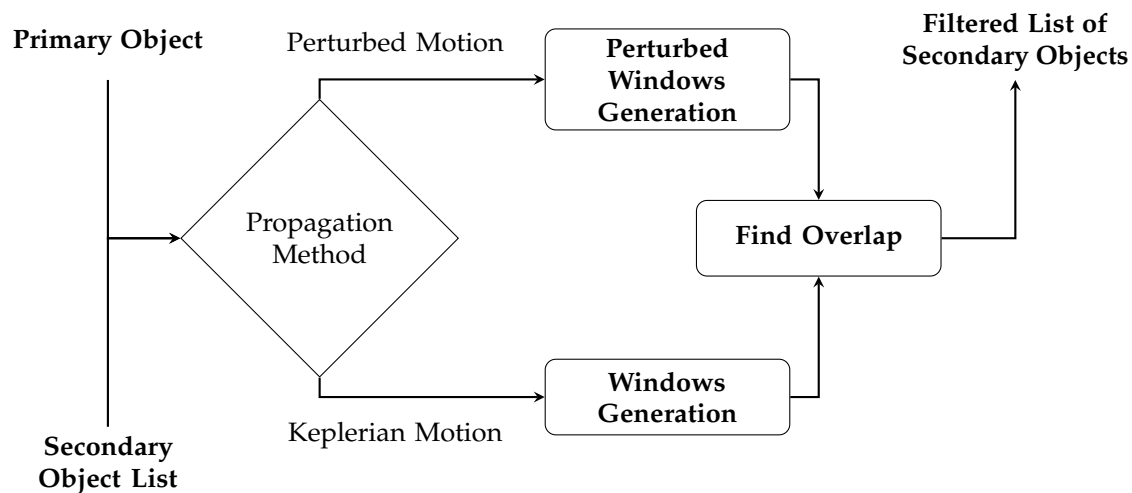 Primary Object
Perturbed Motion
Perturbed
Windows
Generation
Filtered List of
Secondary Objects
Propagation
Method
Find Overlap
Windows
Generation
Keplerian Motion
Secondary
Object List